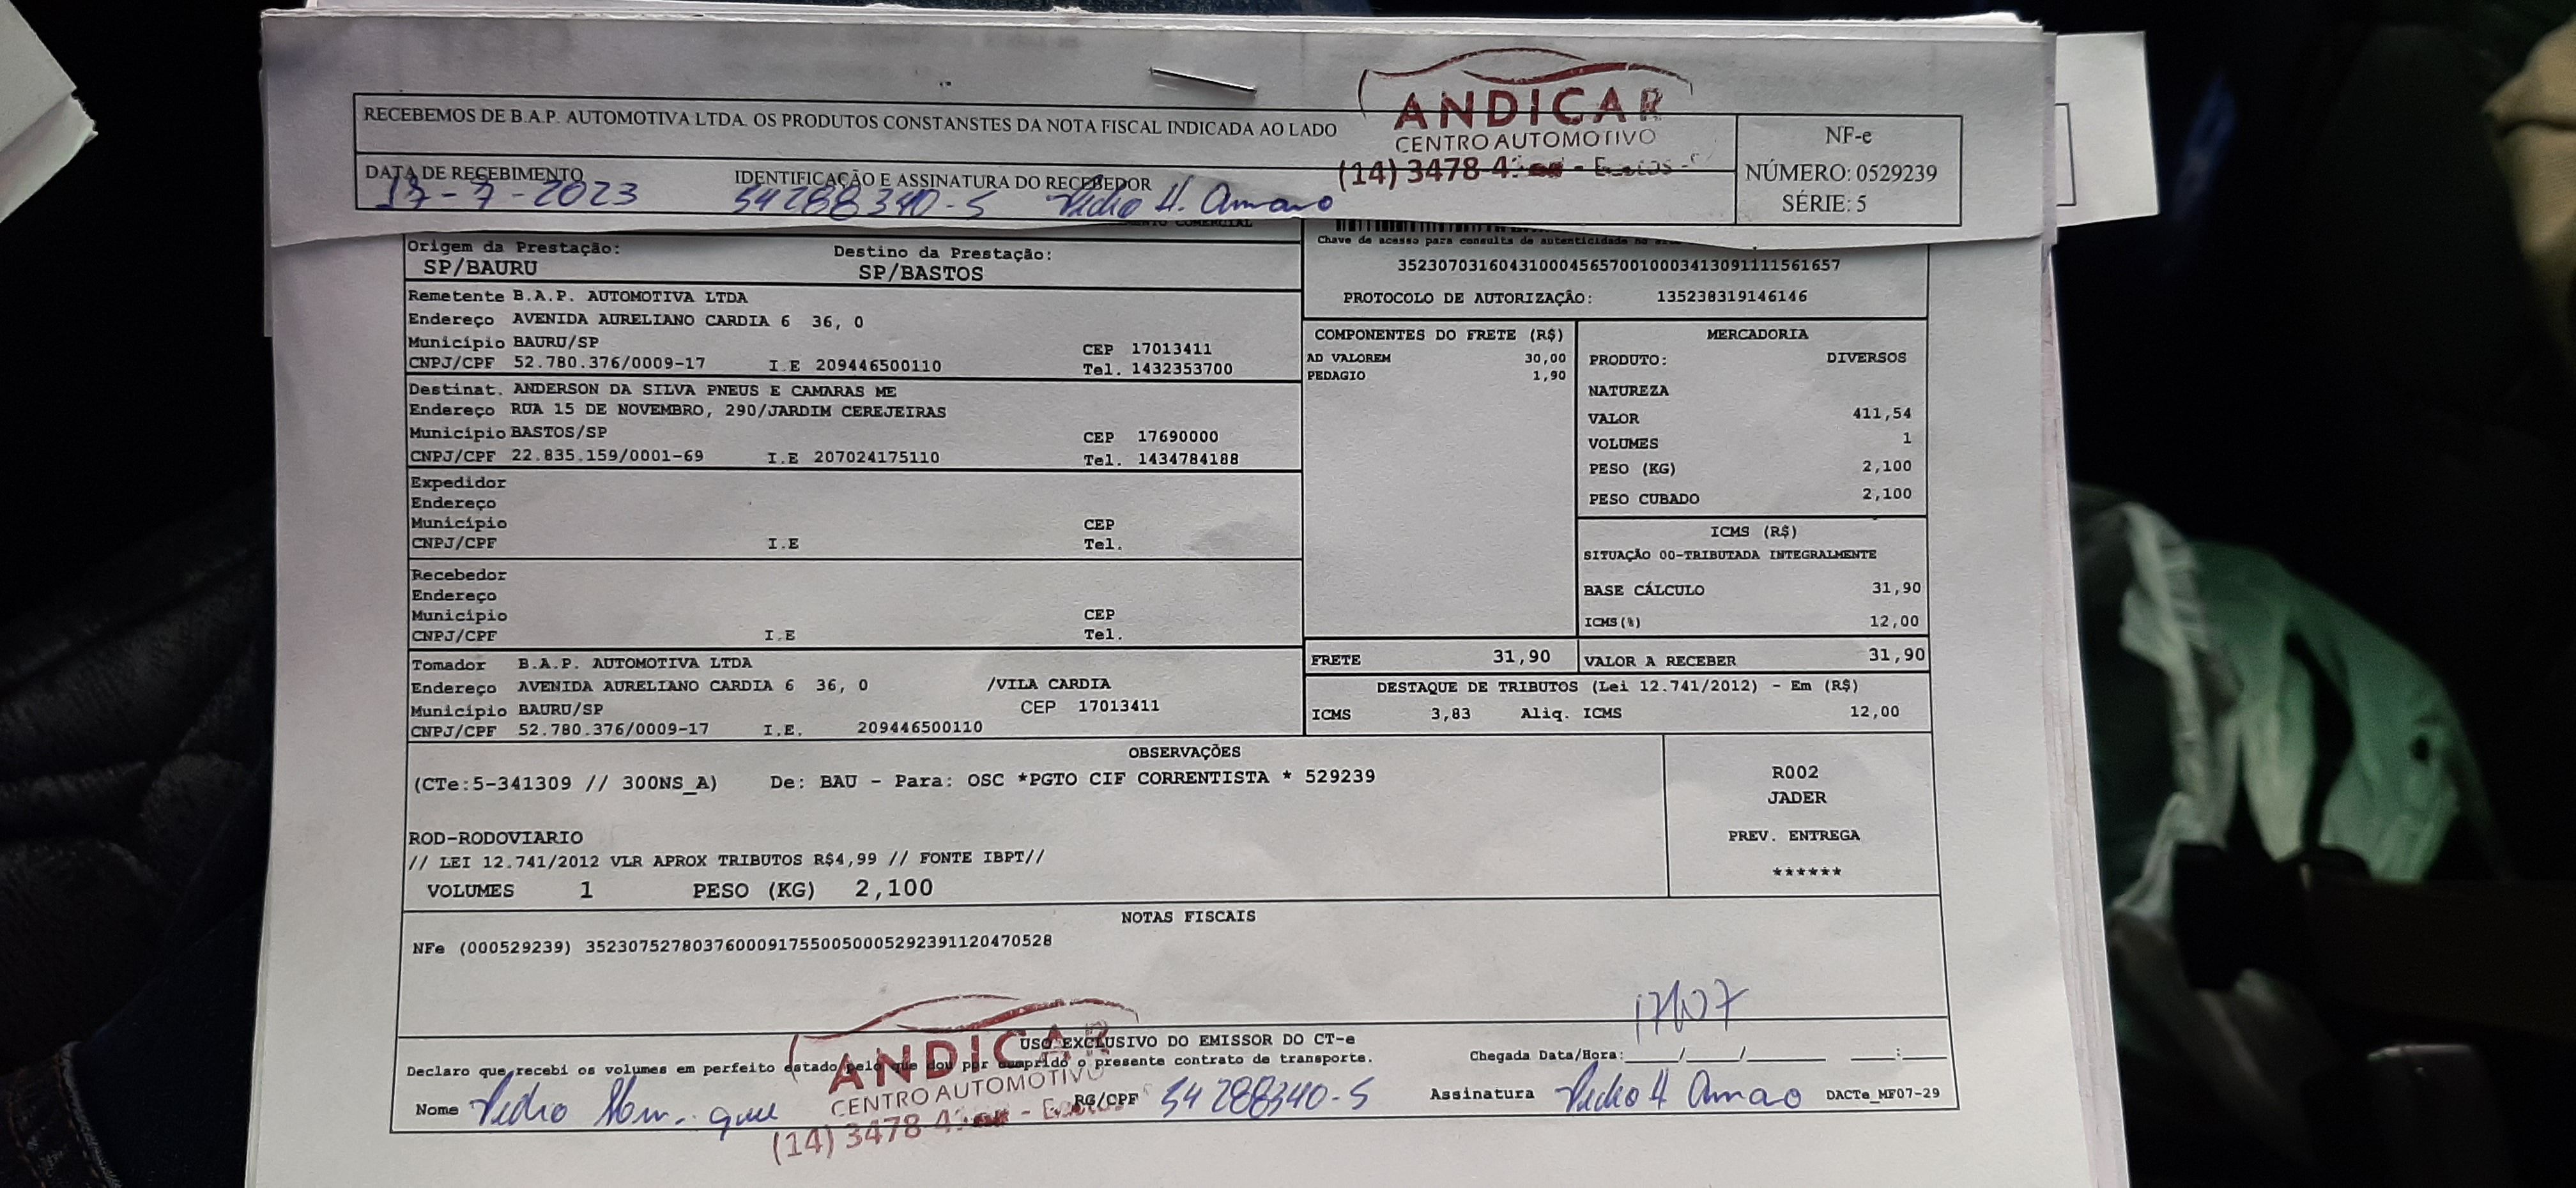 ANDICAR
CENTRO AUTOMOTIVO
(14) 3478
RECEBEMOS DE B.A.P. AUTOMOTIVA LTDA. OS PRODUTOS CONSTANSTES DA NOTA FISCAL INDICADA AO LADO
DATA DE RECEBIMENTO
17-7-2023
IDENTIFICAÇÃO E ASSINATURA DO RECEBEDOR
54288340-5 Pedro H. Amaro
NF-e
NÚMERO: 0529239
SÉRIE: 5
Origem da Prestação:
SP/BAURU
Destino da Prestação:
SP/BASTOS
Chave de acesso para consulta de autenticidade no
35230703160431000456570010003413091111561657
PROTOCOLO DE AUTORIZAÇÃO: 135238319146146
Remetente B.A.P. AUTOMOTIVA LTDA
Endereço AVENIDA AURELIANO CARDIA 6 36, 0
Município BAURU/SP CEP 17013411
CNPJ/CPF 52.780.376/0009-17 I.E 209446500110 Tel. 1432353700
Destinat. ANDERSON DA SILVA PNEUS E CAMARAS ME
Endereço RUA 15 DE NOVEMBRO, 290/JARDIM CEREJEIRAS
Município BASTOS/SP CEP 17690000
CNPJ/CPF 22.835.159/0001-69 I.E 207024175110 Tel. 1434784188
Expedidor
Endereço
Município CEP
CNPJ/CPF I.E Tel.
Recebedor
Endereço
Município CEP
CNPJ/CPF I.E Tel.
Tomador B.A.P. AUTOMOTIVA LTDA
Endereço AVENIDA AURELIANO CARDIA 6 36, 0 /VILA CARDIA
Município BAURU/SP CEP 17013411
CNPJ/CPF 52.780.376/0009-17 I.E. 209446500110
COMPONENTES DO FRETE (R$)
AD VALOREM 30,00
PEDAGIO 1,90
MERCADORIA
PRODUTO: DIVERSOS
NATUREZA
VALOR 411,54
VOLUMES 1
PESO (KG) 2,100
PESO CUBADO 2,100
ICMS (R$)
SITUAÇÃO 00-TRIBUTADA INTEGRALMENTE
BASE CÁLCULO 31,90
ICMS(%) 12,00
FRETE 31,90
VALOR A RECEBER 31,90
DESTAQUE DE TRIBUTOS (Lei 12.741/2012) - Em (R$)
ICMS 3,83 Aliq. ICMS 12,00
OBSERVAÇÕES
(CTe:5-341309 // 300NS_A) De: BAU - Para: OSC *PGTO CIF CORRENTISTA * 529239
ROD-RODOVIARIO
// LEI 12.741/2012 VLR APROX TRIBUTOS R$4,99 // FONTE IBPT//
VOLUMES 1 PESO (KG) 2,100
R002
JADER
PREV. ENTREGA
******
NOTAS FISCAIS
NFe (000529239) 35230752780376000917550050005292391120470528
17/07
USO EXCLUSIVO DO EMISSOR DO CT-e
Declaro que recebi os volumes em perfeito estado pelo que dou por cumprido o presente contrato de transporte.
Chegada Data/Hora:____/____/______ ___:___
Nome Pedro RG/CPF 54288340-5 Assinatura Pedro H Amaro DACTe_MF07-29
ANDICAR
CENTRO AUTOMOTIVO
(14) 3478